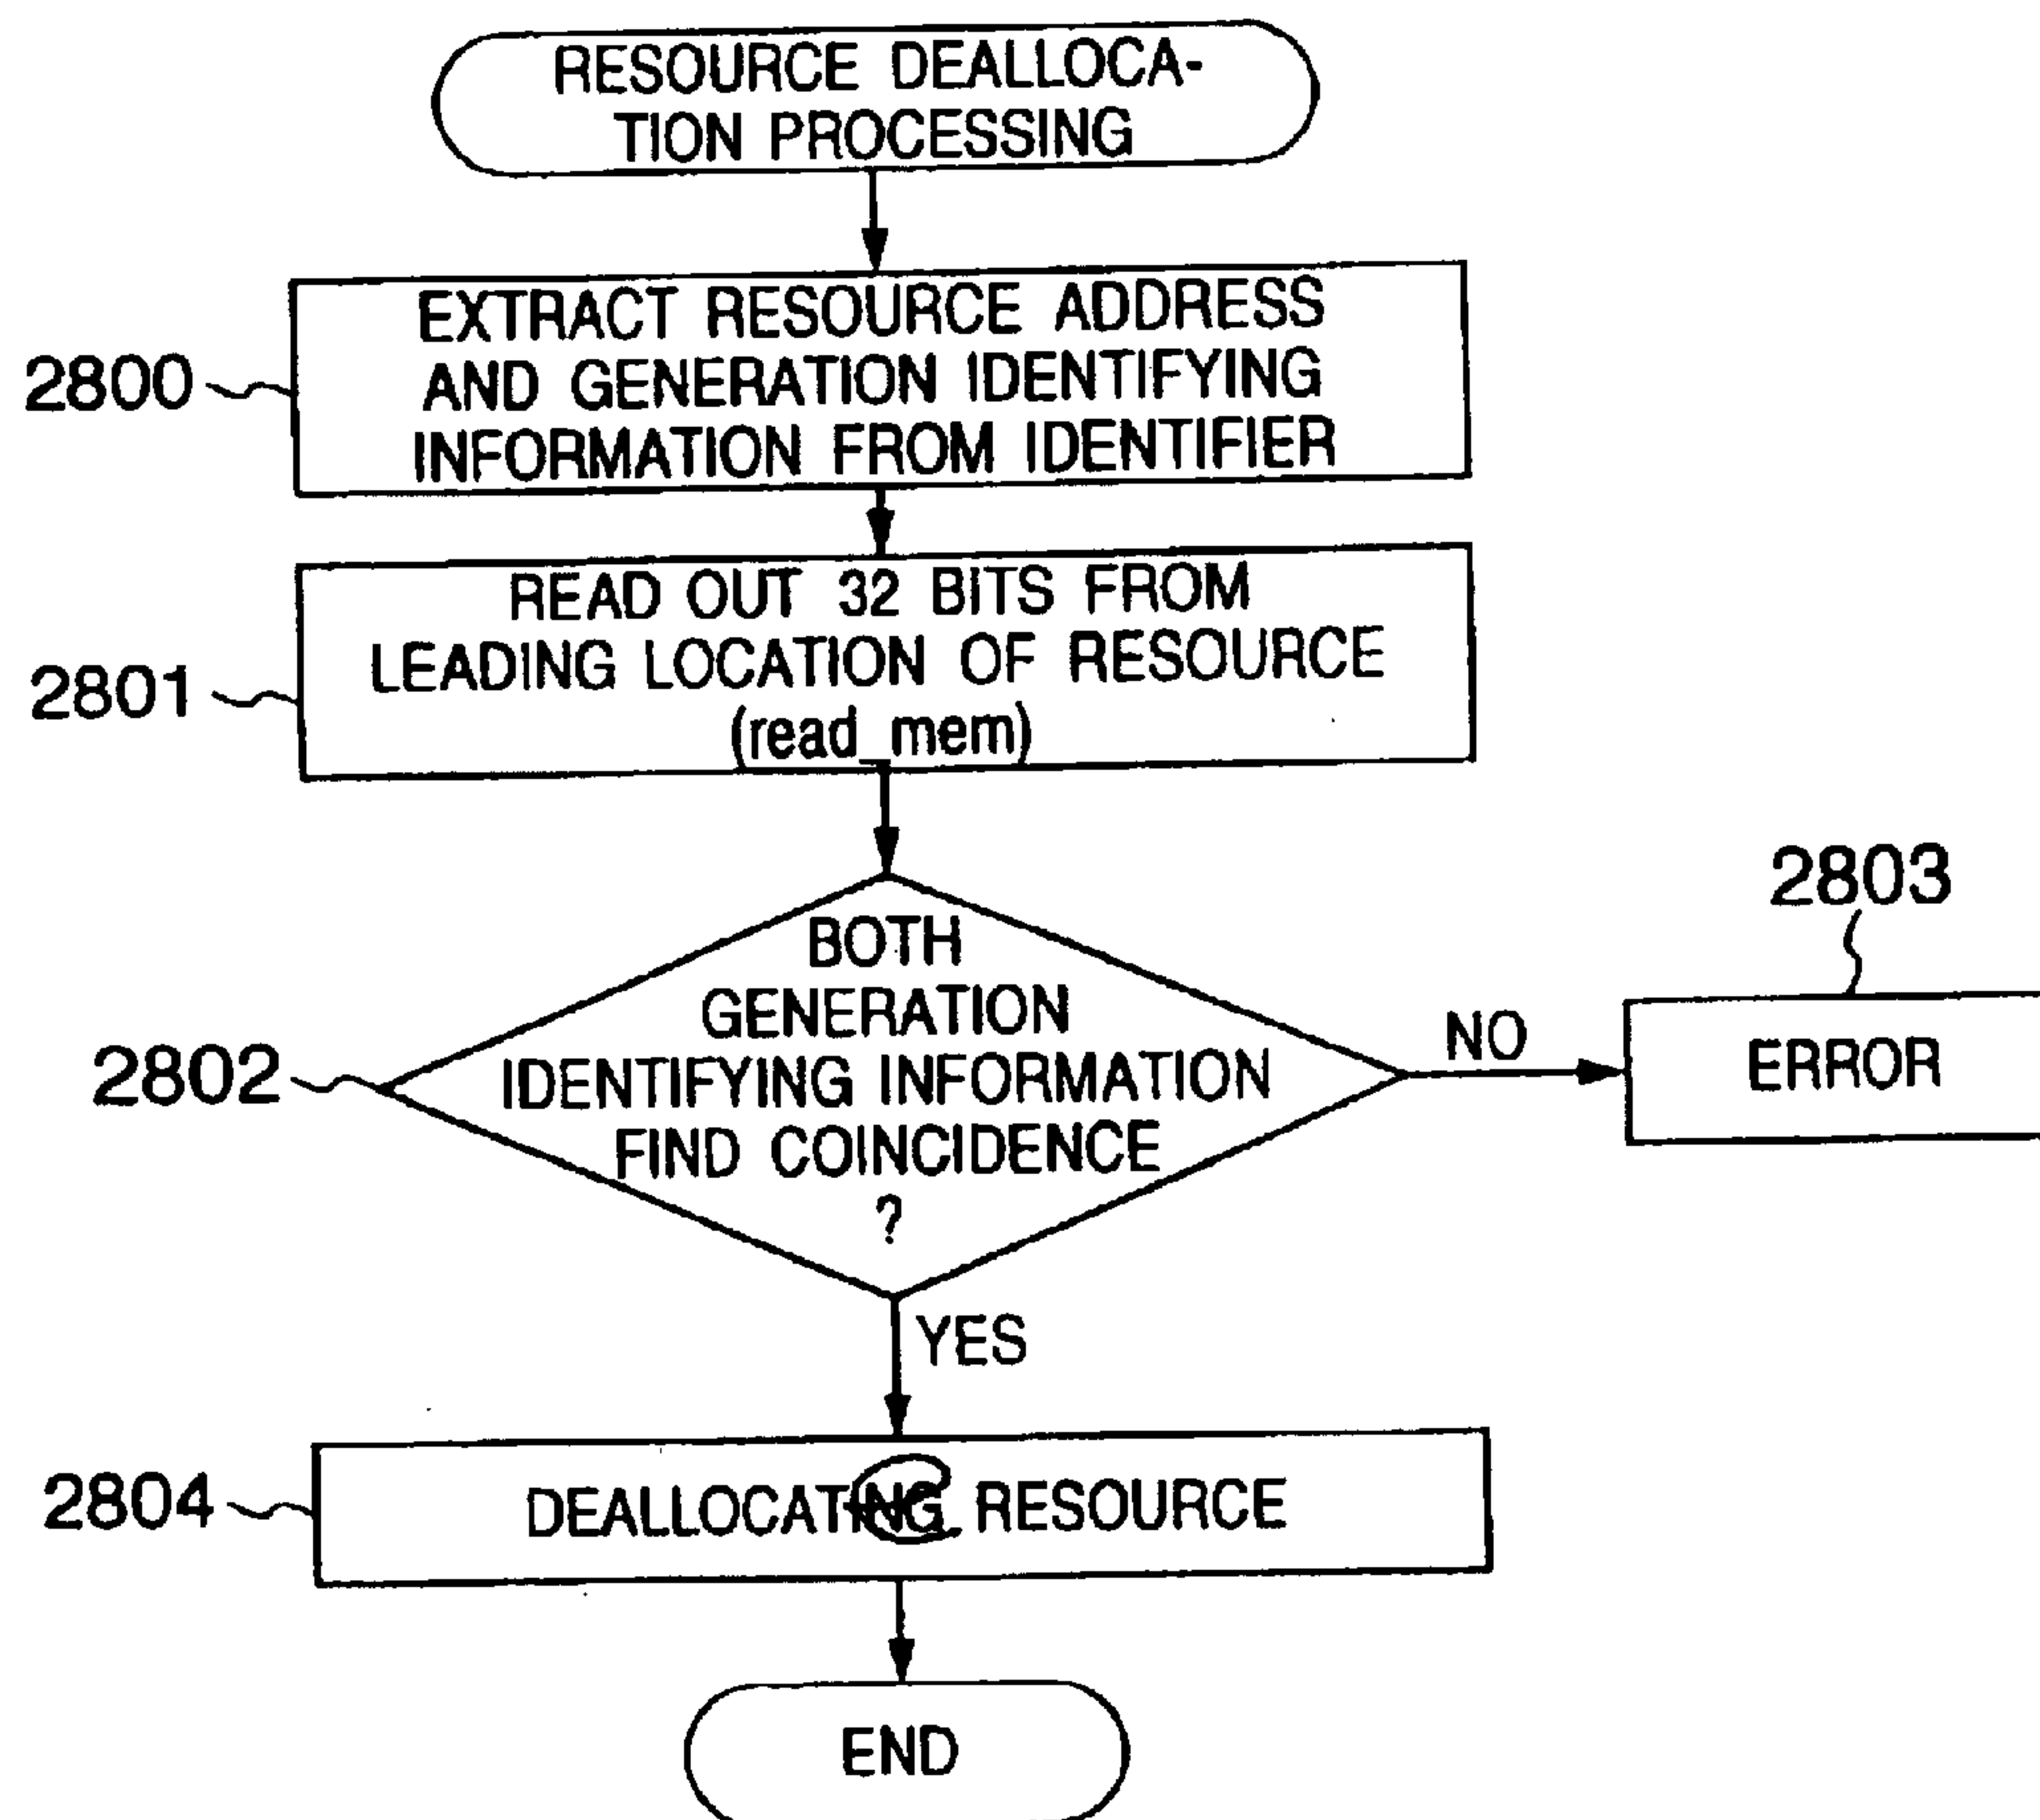 RESOURCE DEALLOCA-
TION PROCESSING
EXTRACT RESOURCE ADDRESS
AND GENERATION IDENTIFYING
INFORMATION FROM IDENTIFIER
2800
READ OUT 32 BITS FROM
LEADING LOCATION OF RESOURCE
(read_mem)
2801
BOTH
GENERATION
IDENTIFYING INFORMATION
FIND COINCIDENCE
?
2802
NO
2803
ERROR
YES
DEALLOCATING RESOURCE
2804
END